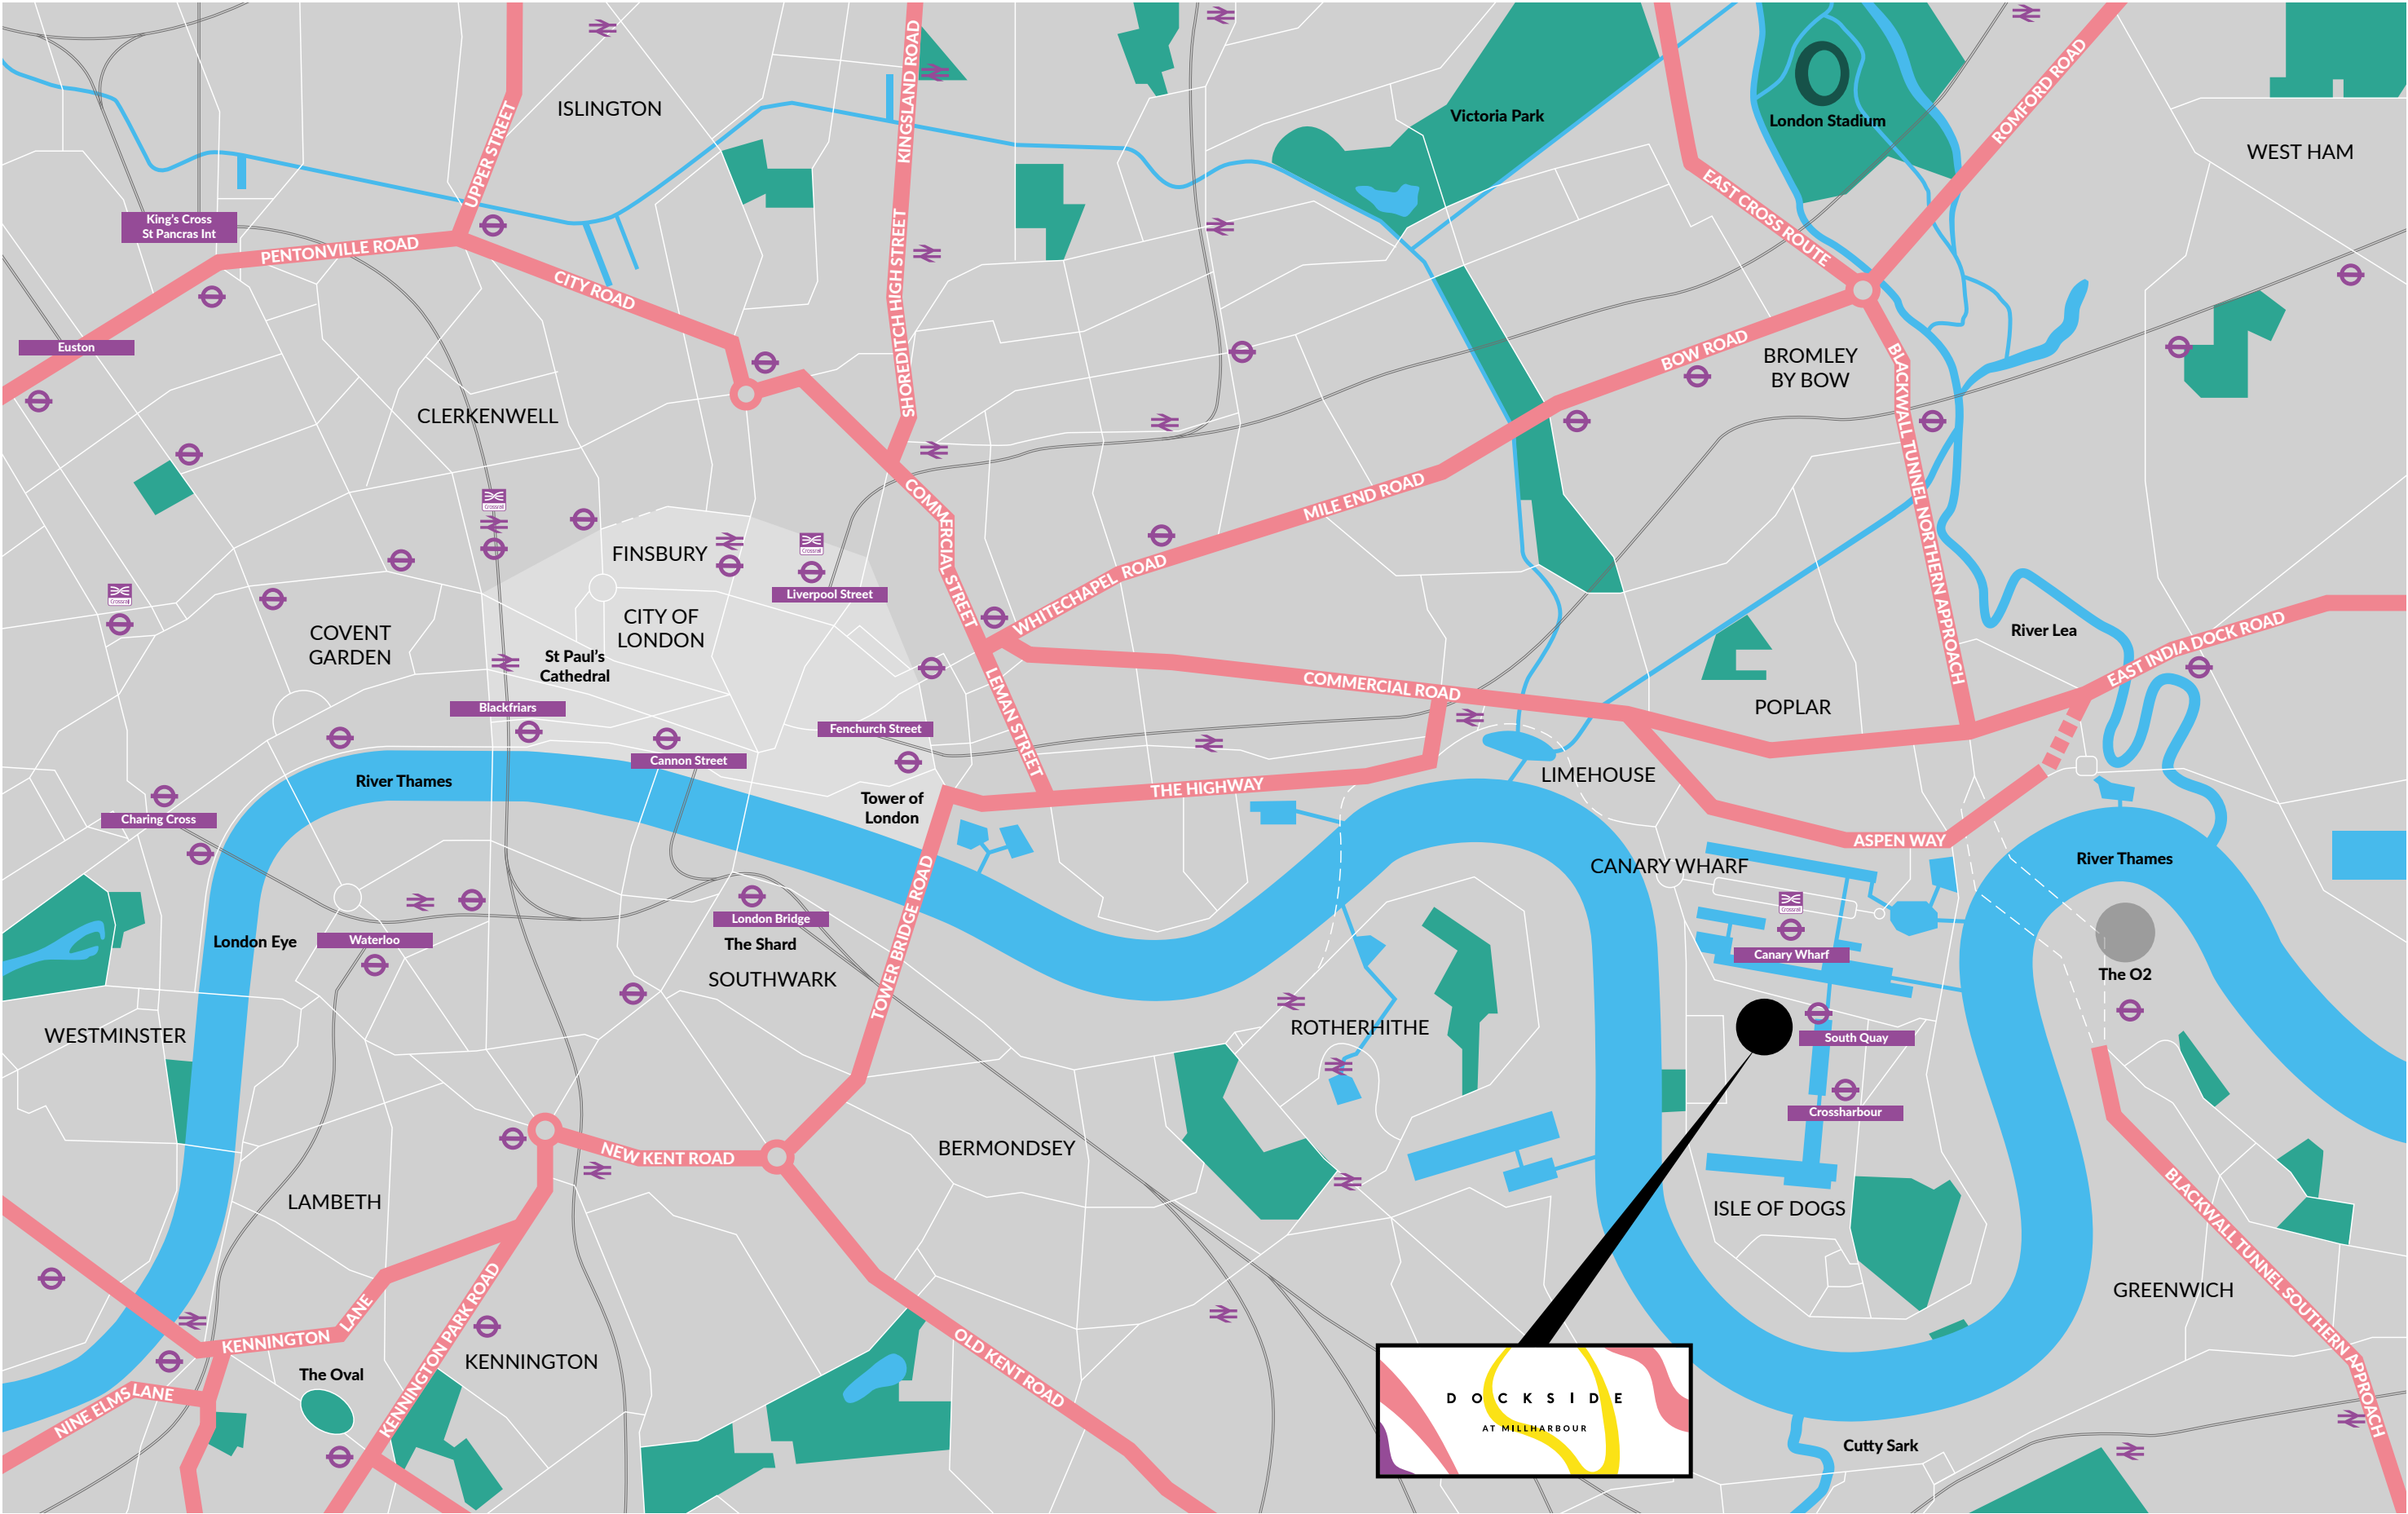 ISLINGTON
KINGSLAND ROAD
UPPER STREET
Victoria Park
London Stadium
ROMFORD ROAD
WEST HAM
King's Cross
St Pancras Int
PENTONVILLE ROAD
CITY ROAD
SHOREDITCH HIGH STREET
EAST CROSS ROUTE
Euston
BOW ROAD
BROMLEY
BY BOW
BLACKWALL TUNNEL NORTHERN APPROACH
CLERKENWELL
Crossrail
COMMERCIAL STREET
MILE END ROAD
FINSBURY
Crossrail
Liverpool Street
WHITECHAPEL ROAD
Crossrail
CITY OF
LONDON
COVENT
GARDEN
St Paul's
Cathedral
River Lea
EAST INDIA DOCK ROAD
LEMAN STREET
COMMERCIAL ROAD
POPLAR
Blackfriars
Fenchurch Street
Cannon Street
River Thames
LIMEHOUSE
THE HIGHWAY
Tower of
London
Charing Cross
ASPEN WAY
CANARY WHARF
River Thames
TOWER BRIDGE ROAD
Crossrail
London Bridge
London Eye
Waterloo
The Shard
Canary Wharf
SOUTHWARK
The O2
WESTMINSTER
ROTHERHITHE
South Quay
Crossharbour
NEW KENT ROAD
BERMONDSEY
LAMBETH
ISLE OF DOGS
BLACKWALL TUNNEL SOUTHERN APPROACH
GREENWICH
KENNINGTON LANE
KENNINGTON PARK ROAD
KENNINGTON
OLD KENT ROAD
The Oval
NINE ELMS LANE
DOCKSIDE
AT MILLHARBOUR
Cutty Sark